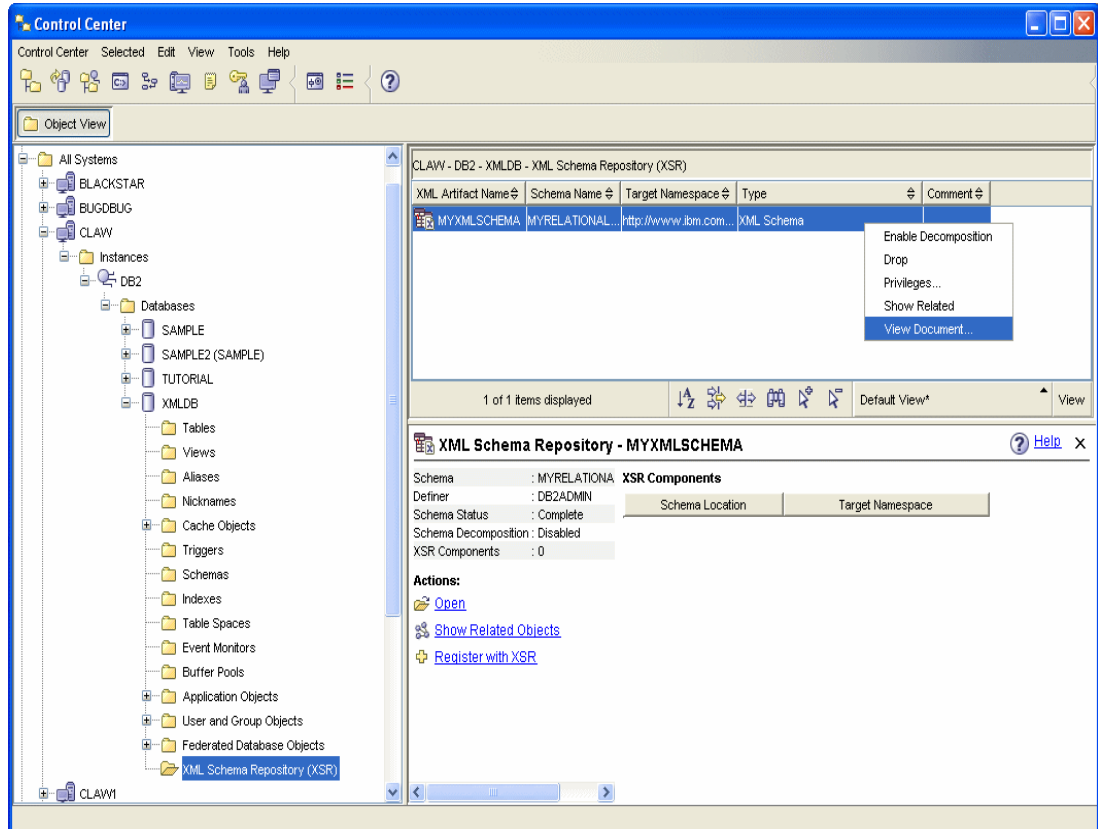 Control Center
Control Center Selected Edit View Tools Help
Object View
All Systems
BLACKSTAR
BUGDBUG
CLAW
Instances
DB2
Databases
SAMPLE
SAMPLE2 (SAMPLE)
TUTORIAL
XMLDB
Tables
Views
Aliases
Nicknames
Cache Objects
Triggers
Schemas
Indexes
Table Spaces
Event Monitors
Buffer Pools
Application Objects
User and Group Objects
Federated Database Objects
XML Schema Repository (XSR)
CLAW1
CLAW - DB2 - XMLDB - XML Schema Repository (XSR)
XML Artifact Name Schema Name Target Namespace Type Comment
MYXMLSCHEMA MYRELATIONAL... http://www.ibm.com... XML Schema
Enable Decomposition
Drop
Privileges...
Show Related
View Document...
1 of 1 items displayed Default View* View
XML Schema Repository - MYXMLSCHEMA Help
Schema : MYRELATIONA
Definer : DB2ADMIN
Schema Status : Complete
Schema Decomposition : Disabled
XSR Components : 0
XSR Components
Schema Location Target Namespace
Actions:
Open
Show Related Objects
Register with XSR